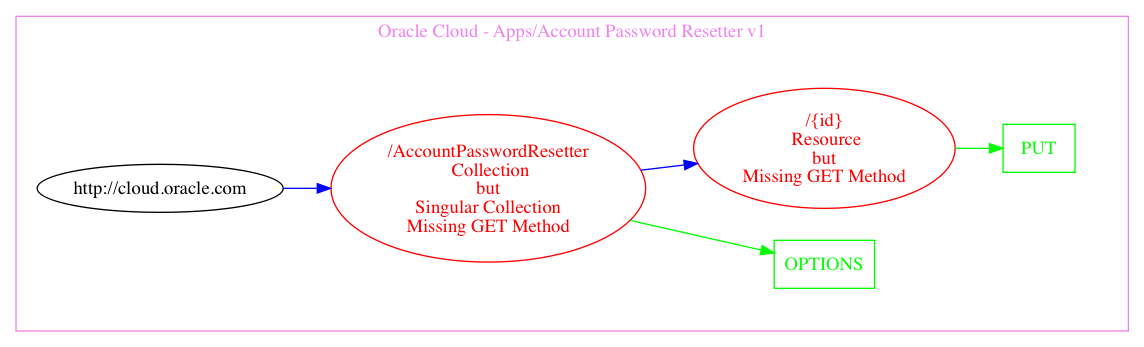 Oracle Cloud - Apps/Account Password Resetter v1
http://cloud.oracle.com
/AccountPasswordResetter
Collection
but
Singular Collection
Missing GET Method
/{id}
Resource
but
Missing GET Method
PUT
OPTIONS